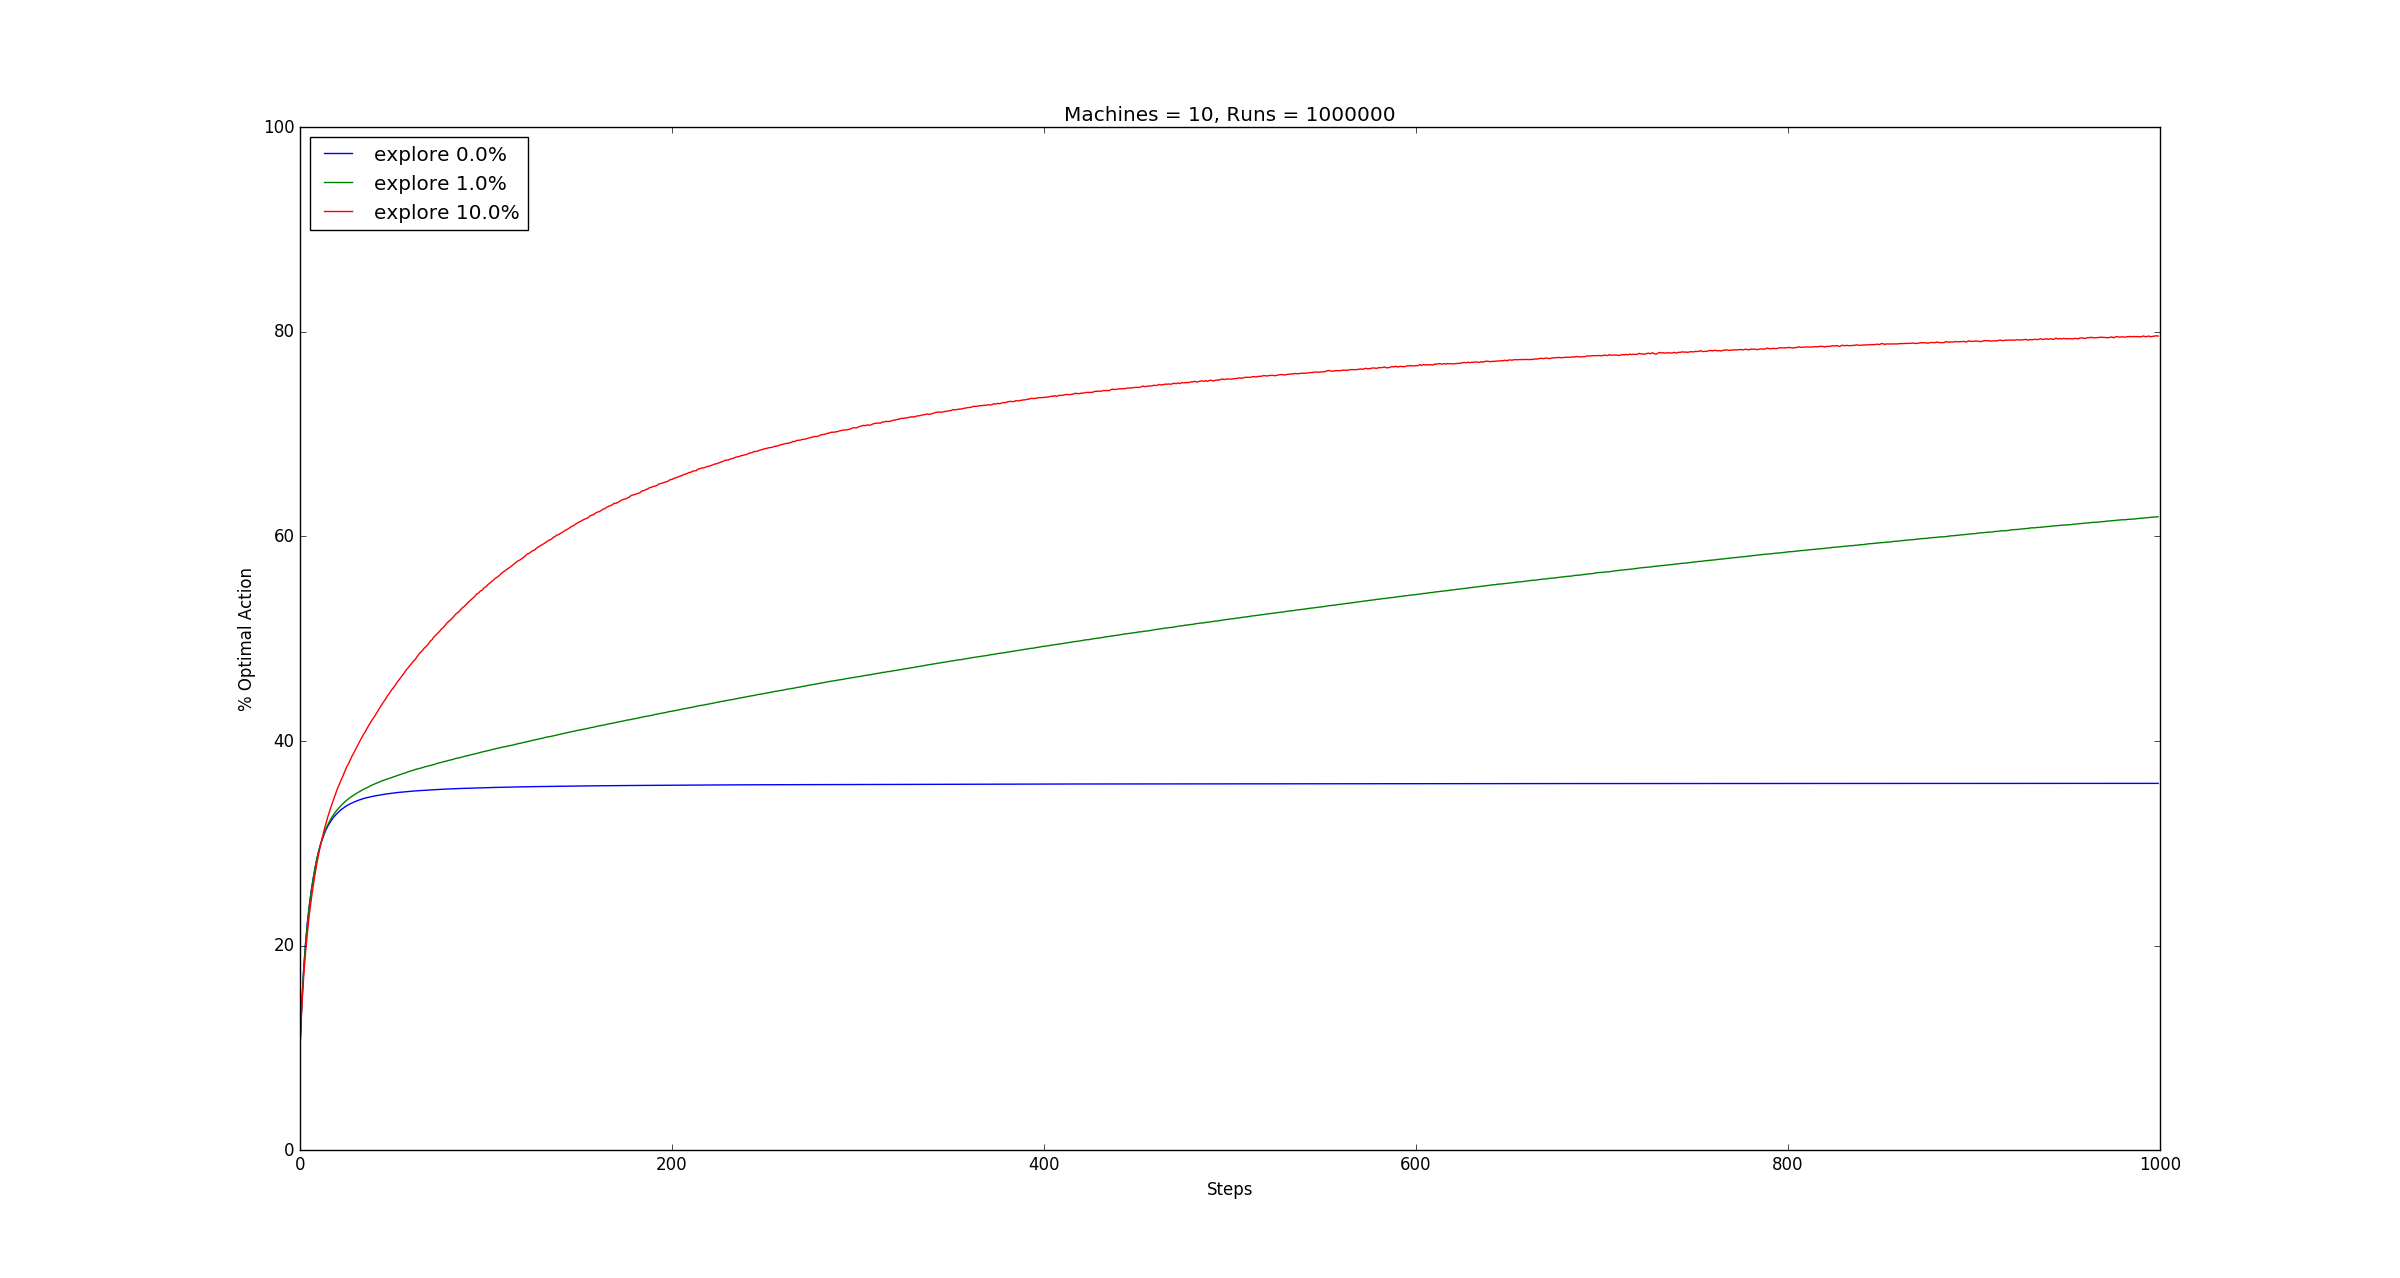 Machines = 10, Runs = 1000000
explore 0.0%
explore 1.0%
explore 10.0%
% Optimal Action
100
80
60
40
20
0
0 200 400 600 800 1000
Steps